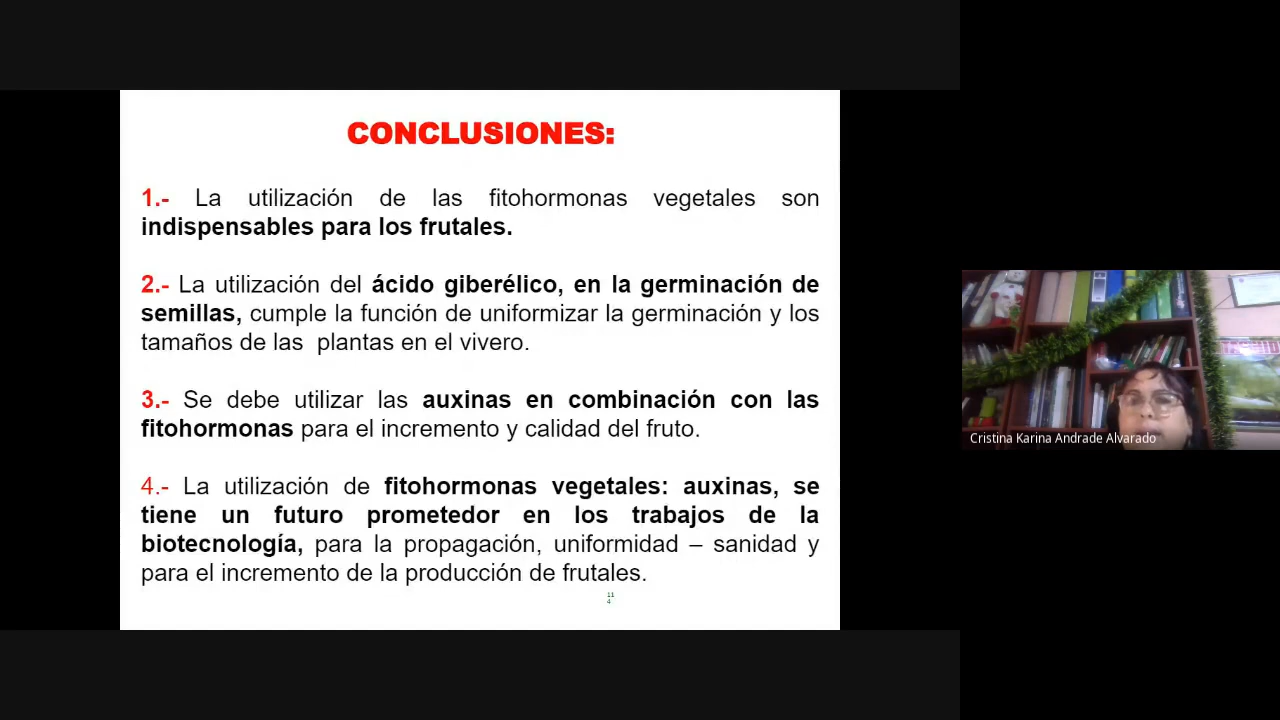 CONCLUSIONES:
1.- La utilización de las fitohormonas vegetales son
indispensables para los frutales.
2.- La utilización del ácido giberélico, en la germinación de
semillas, cumple la función de uniformizar la germinación y los
tamaños de las plantas en el vivero.
3.- Se debe utilizar las auxinas en combinación con las
fitohormonas para el incremento y calidad del fruto.
4.- La utilización de fitohormonas vegetales: auxinas, se
tiene un futuro prometedor en los trabajos de la
biotecnología, para la propagación, uniformidad – sanidad y
para el incremento de la producción de frutales.
11
4
Cristina Karina Andrade Alvarado